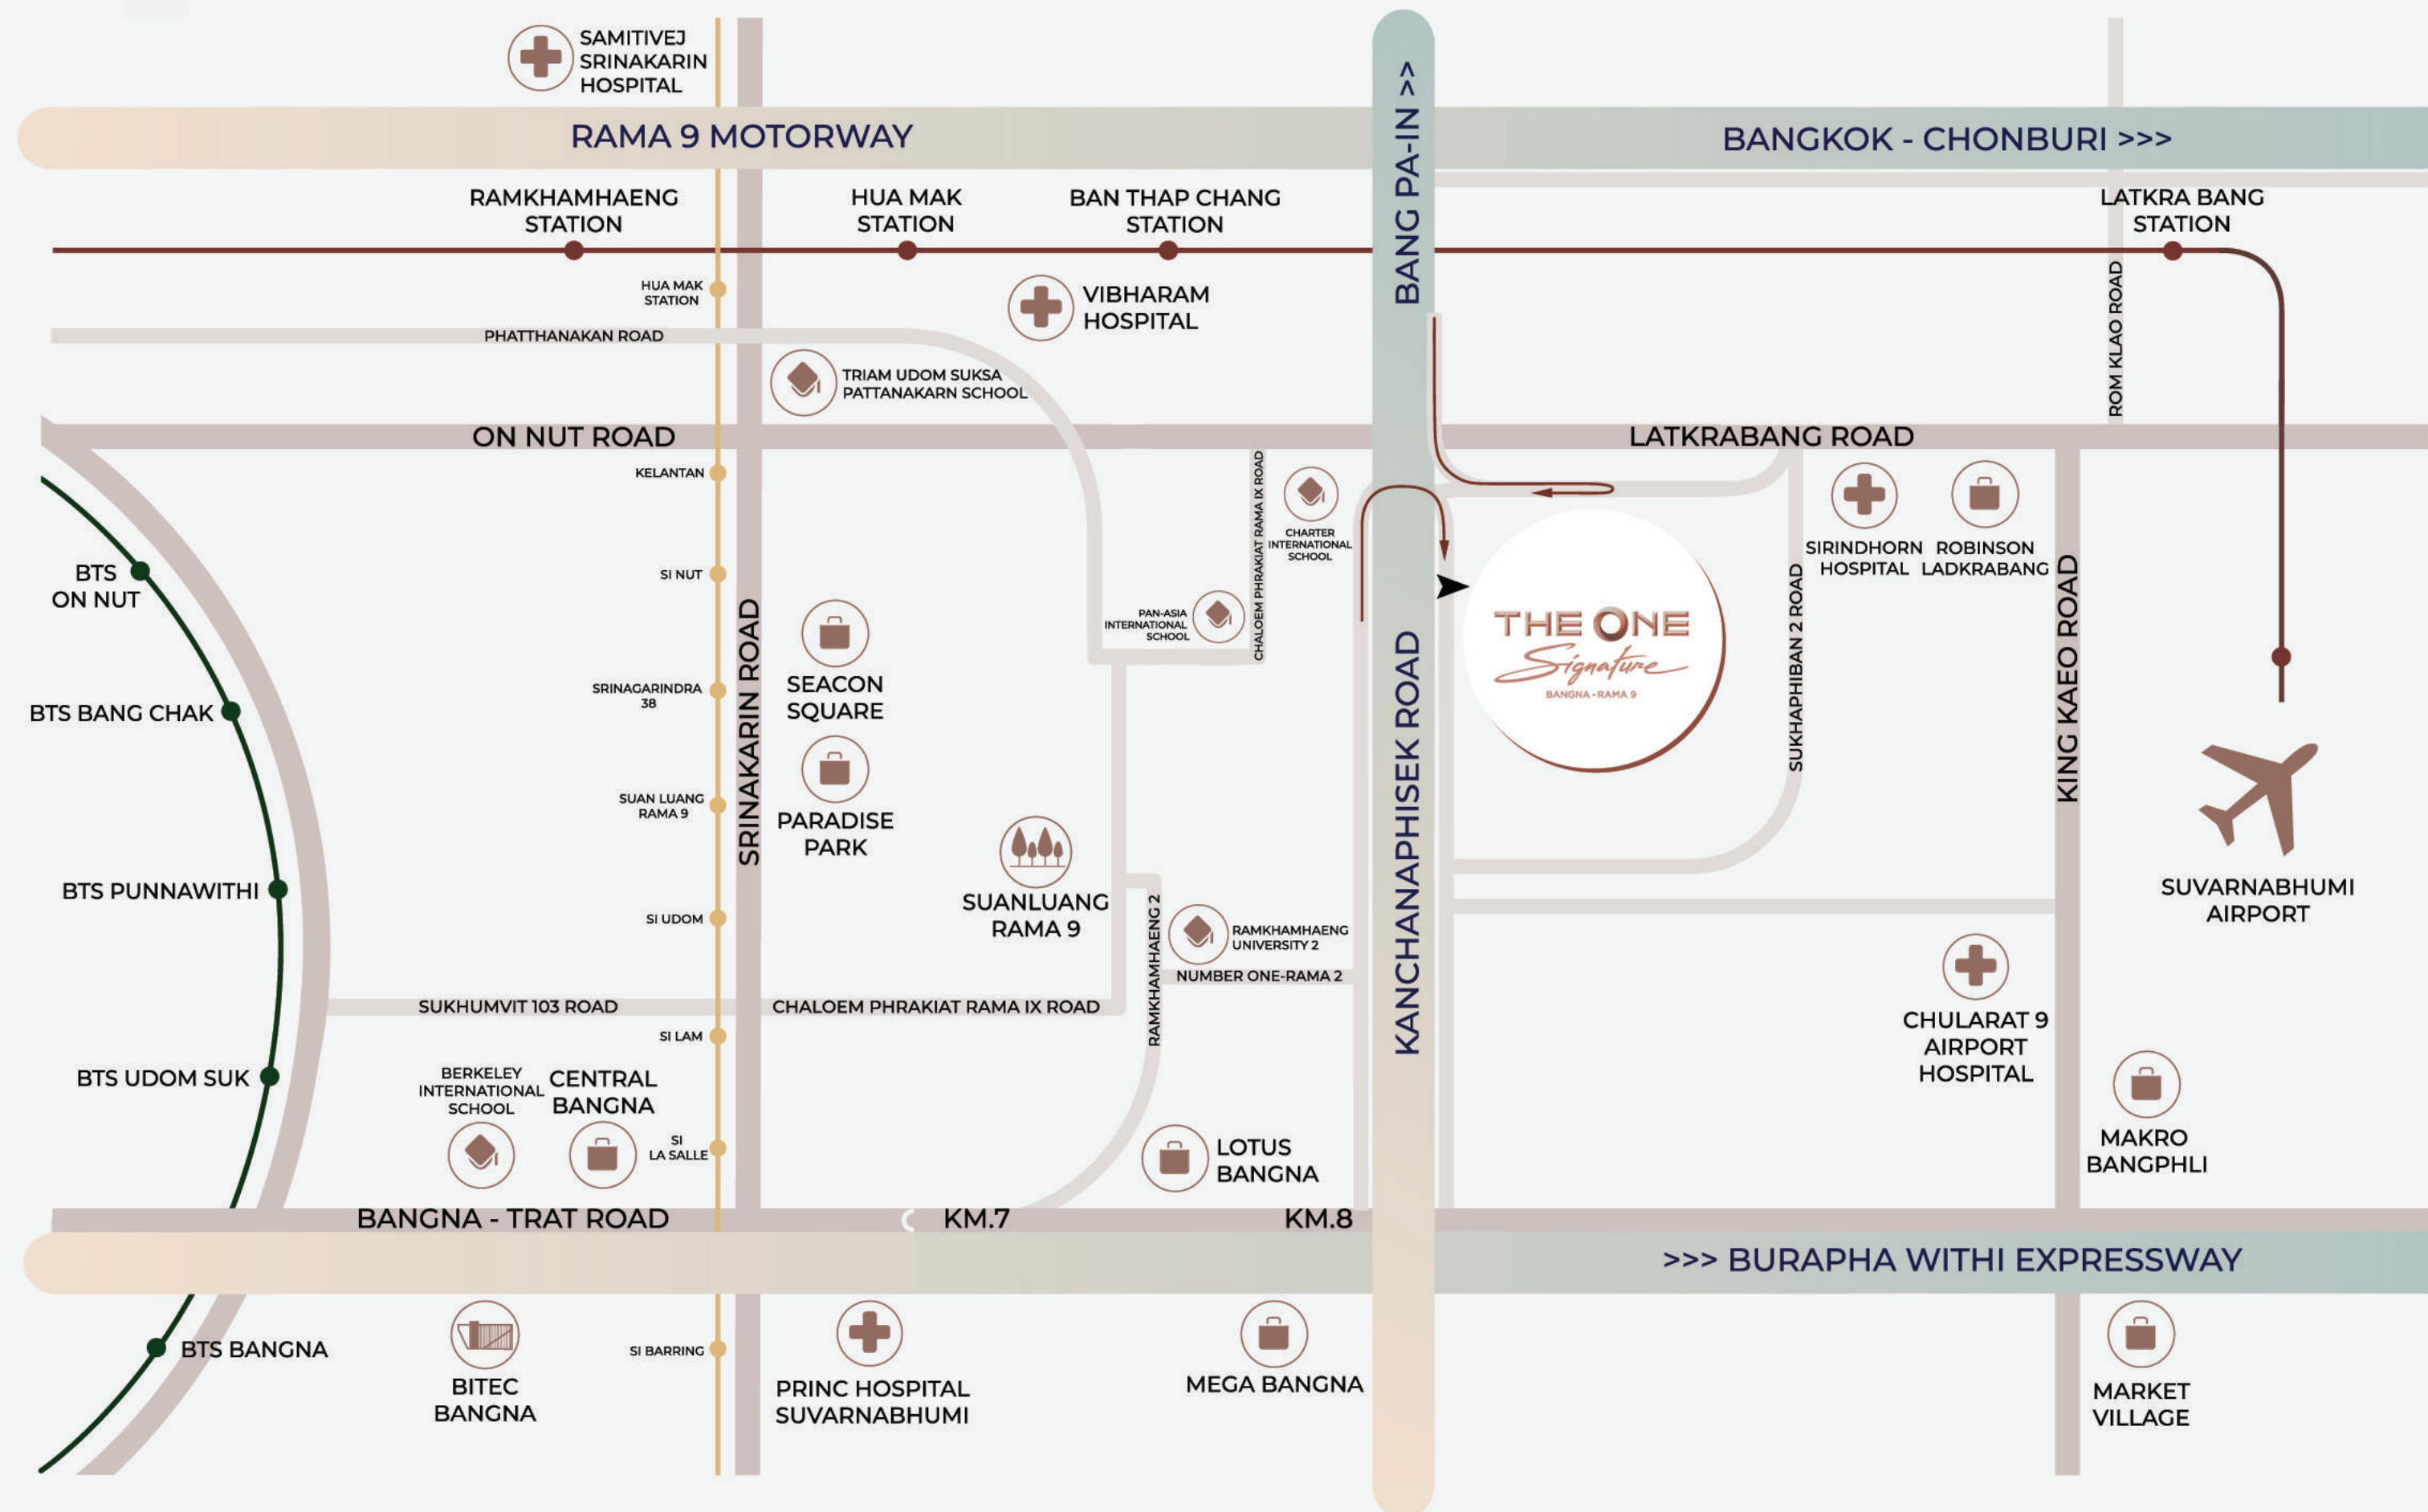 SAMITIVEJ
SRINAKARIN
HOSPITAL
RAMA 9 MOTORWAY
BANG PA-IN >>
BANGKOK - CHONBURI >>>
RAMKHAMHAENG
STATION
HUA MAK
STATION
BAN THAP CHANG
STATION
LATKRA BANG
STATION
HUA MAK
STATION
VIBHARAM
HOSPITAL
ROM KLAO ROAD
PHATTHANAKAN ROAD
TRIAM UDOM SUKSA
PATTANAKARN SCHOOL
ON NUT ROAD
LATKRABANG ROAD
KELANTAN
CHALOEM PHRAKIAT RAMA IX ROAD
CHARTER
INTERNATIONAL
SCHOOL
SIRINDHORN
HOSPITAL
ROBINSON
LADKRABANG
BTS
ON NUT
SI NUT
PAN-ASIA
INTERNATIONAL
SCHOOL
THE ONE
Signature
BANGNA - RAMA 9
SUKHAPHIBAN 2 ROAD
KING KAEO ROAD
SRINAKARIN ROAD
KANCHANAPHISEK ROAD
BTS BANG CHAK
SRINAGARINDRA
38
SEACON
SQUARE
SUAN LUANG
RAMA 9
PARADISE
PARK
BTS PUNNAWITHI
SI UDOM
SUANLUANG
RAMA 9
RAMKHAMHAENG 2
RAMKHAMHAENG
UNIVERSITY 2
NUMBER ONE-RAMA 2
SUVARNABHUMI
AIRPORT
SUKHUMVIT 103 ROAD
CHALOEM PHRAKIAT RAMA IX ROAD
SI LAM
CHULARAT 9
AIRPORT
HOSPITAL
BTS UDOM SUK
BERKELEY
INTERNATIONAL
SCHOOL
CENTRAL
BANGNA
SI
LA SALLE
LOTUS
BANGNA
MAKRO
BANGPHLI
BANGNA - TRAT ROAD
KM.7
KM.8
>>> BURAPHA WITHI EXPRESSWAY
BTS BANGNA
BITEC
BANGNA
SI BARRING
PRINC HOSPITAL
SUVARNABHUMI
MEGA BANGNA
MARKET
VILLAGE